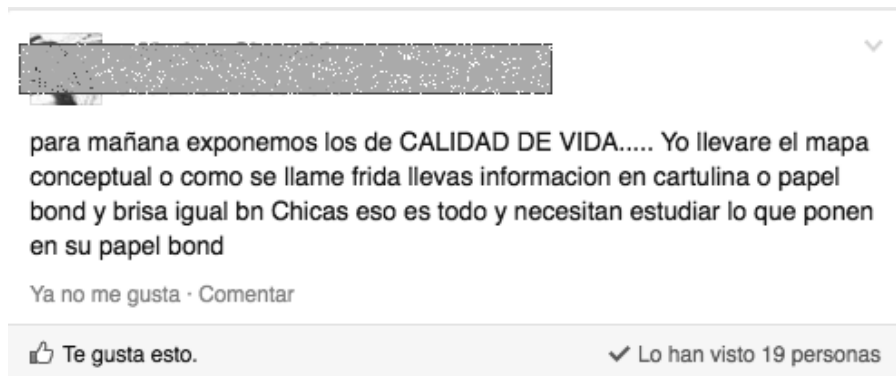 para mañana exponemos los de CALIDAD DE VIDA..... Yo llevare el mapa
conceptual o como se llame frida llevas informacion en cartulina o papel
bond y brisa igual bn Chicas eso es todo y necesitan estudiar lo que ponen
en su papel bond
Ya no me gusta · Comentar
Te gusta esto.
Lo han visto 19 personas